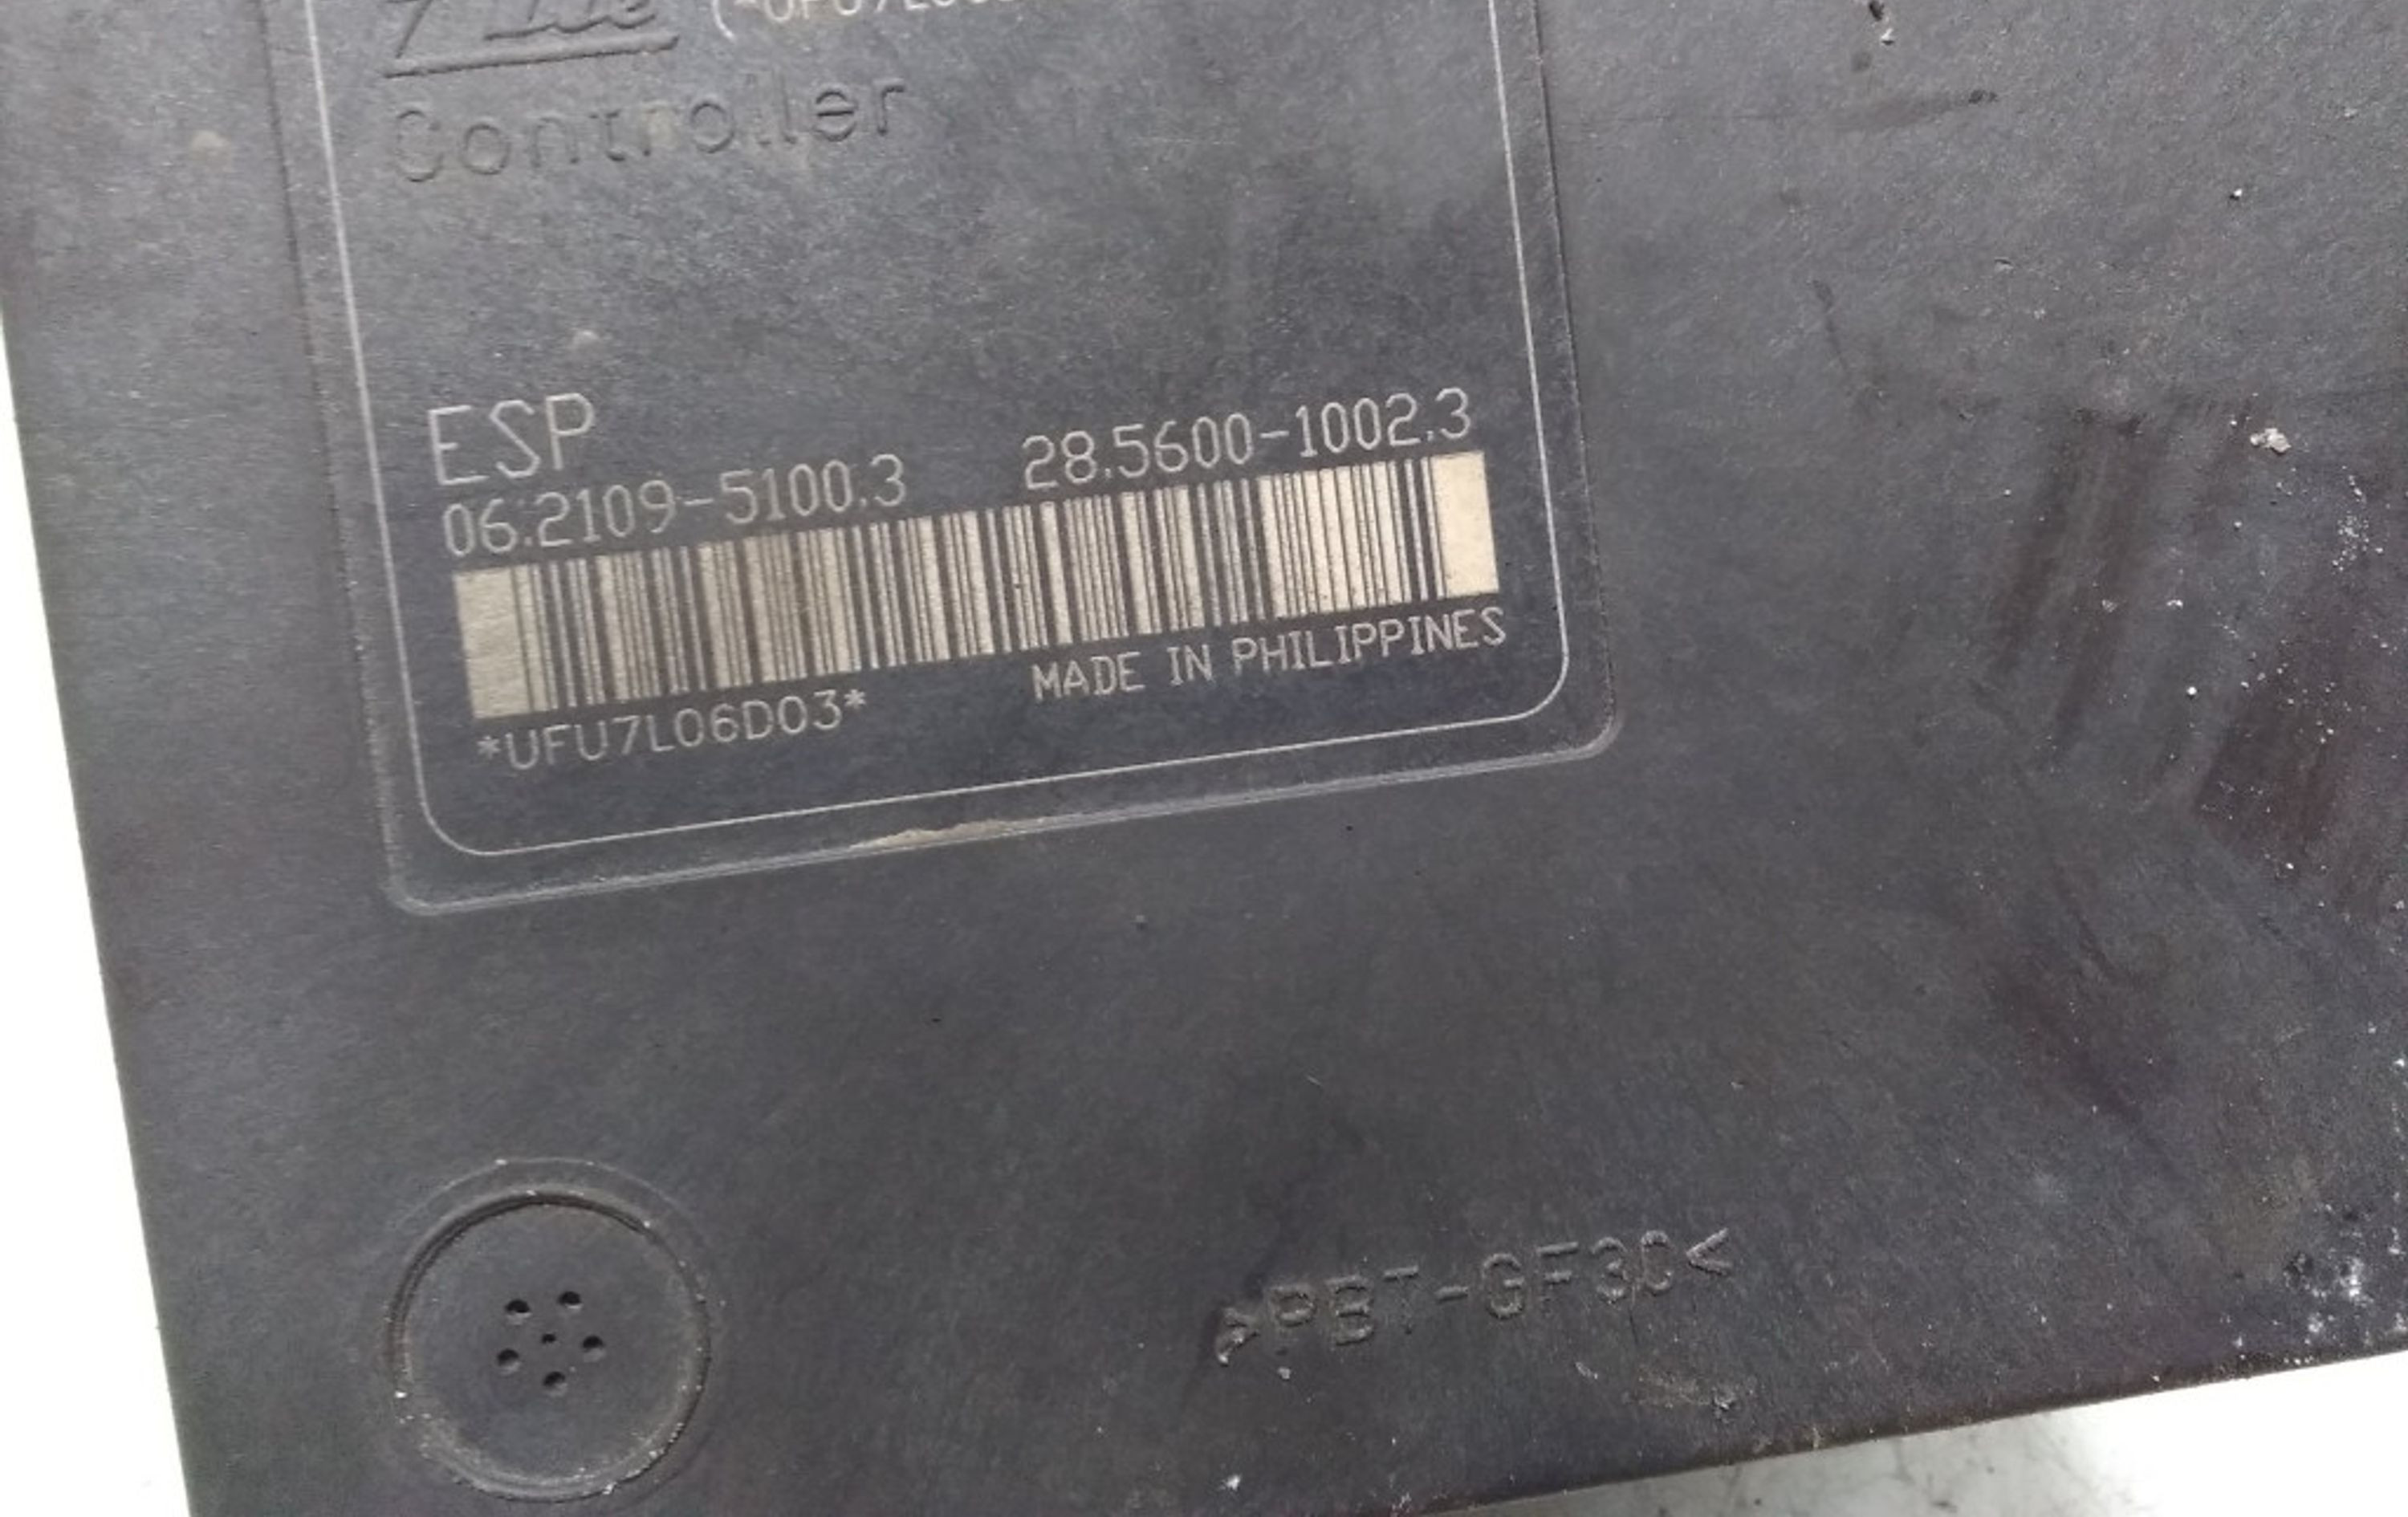 Controller
ESP
06.2109-5100.3 28.5600-1002.3
*UFU7L06D03* MADE IN PHILIPPINES
>PBT-GF30<